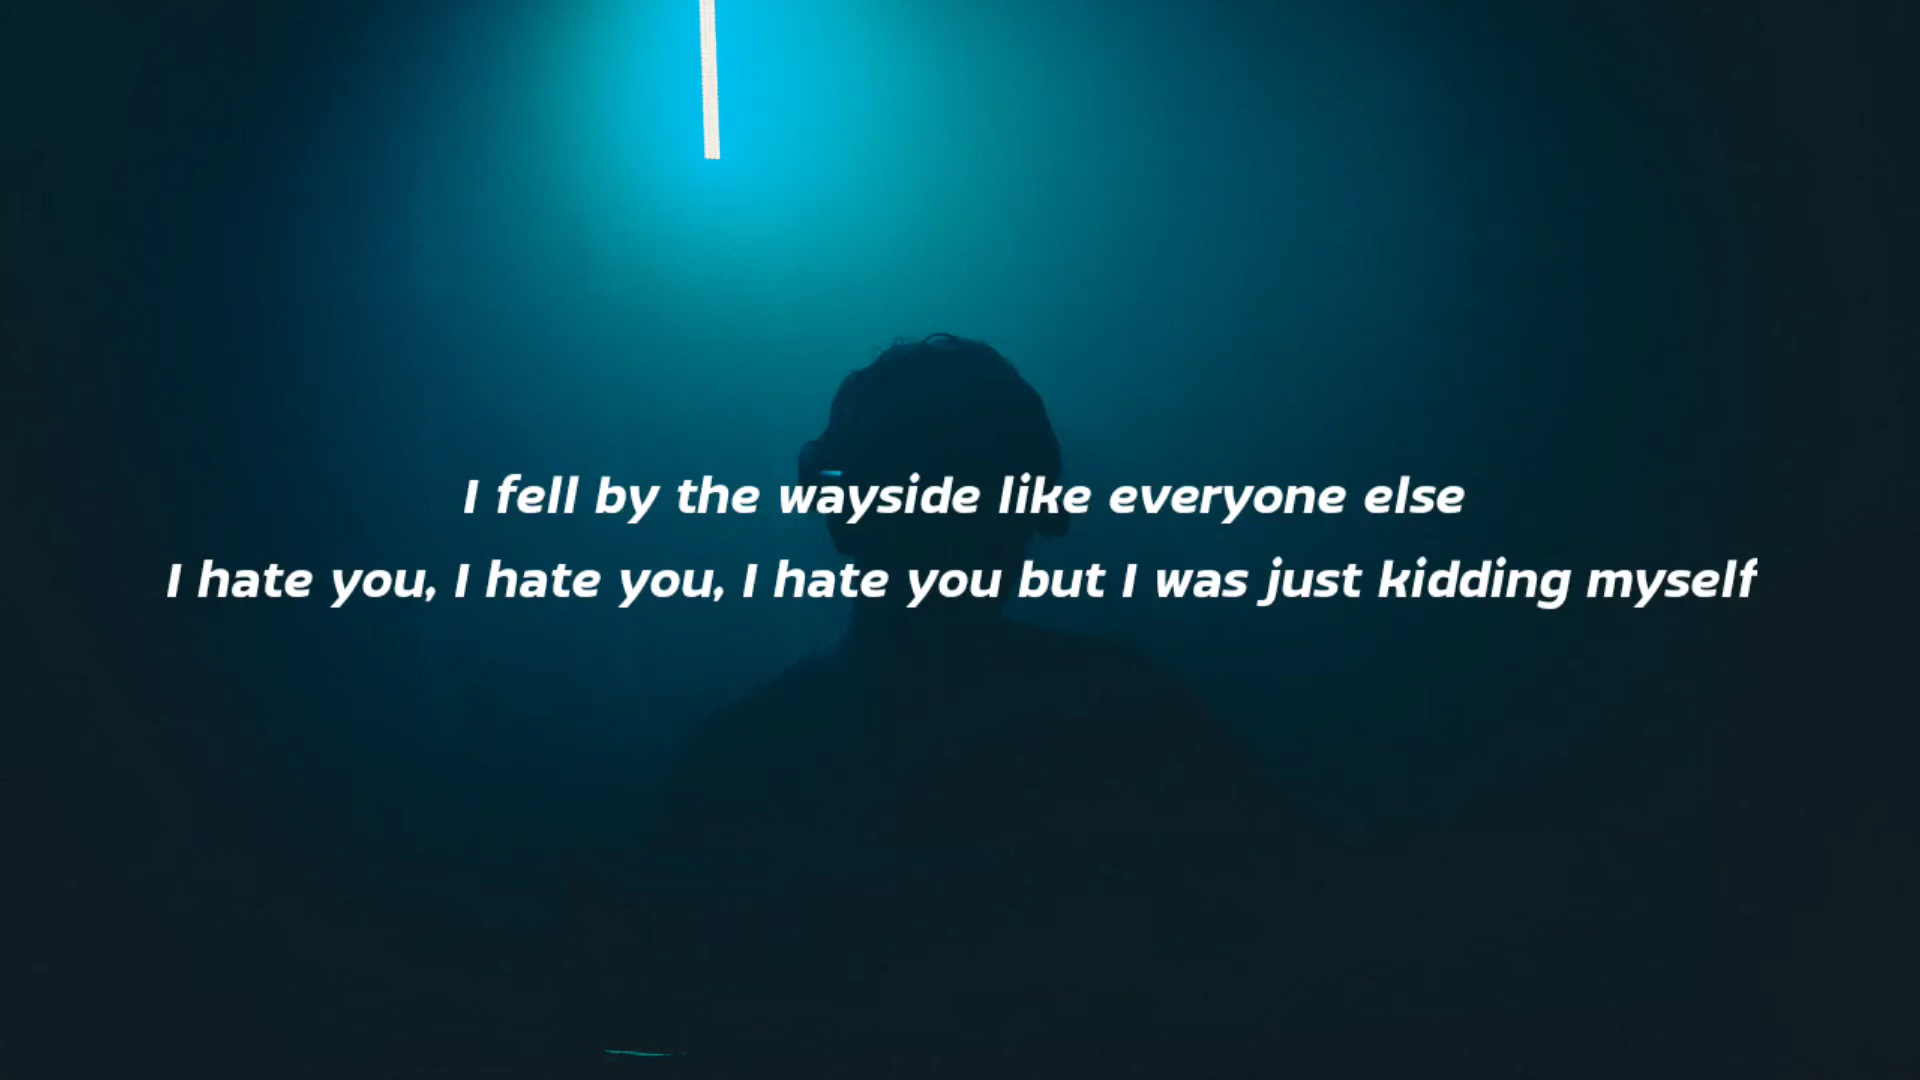 I fell by the wayside like everyone else
I hate you, I hate you, I hate you but I was just kidding myself